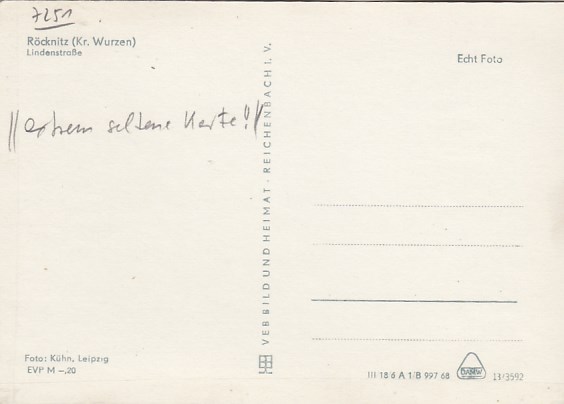 7251
Röcknitz (Kr. Wurzen)
Lindenstraße
Echt Foto
// extrem seltene Karte!! //
VEB BILD UND HEIMAT · REICHENBACH I. V.
Foto: Kühn, Leipzig
EVP M –,20
III 18 6 A 1/B 997 68
DAMW
13/3592